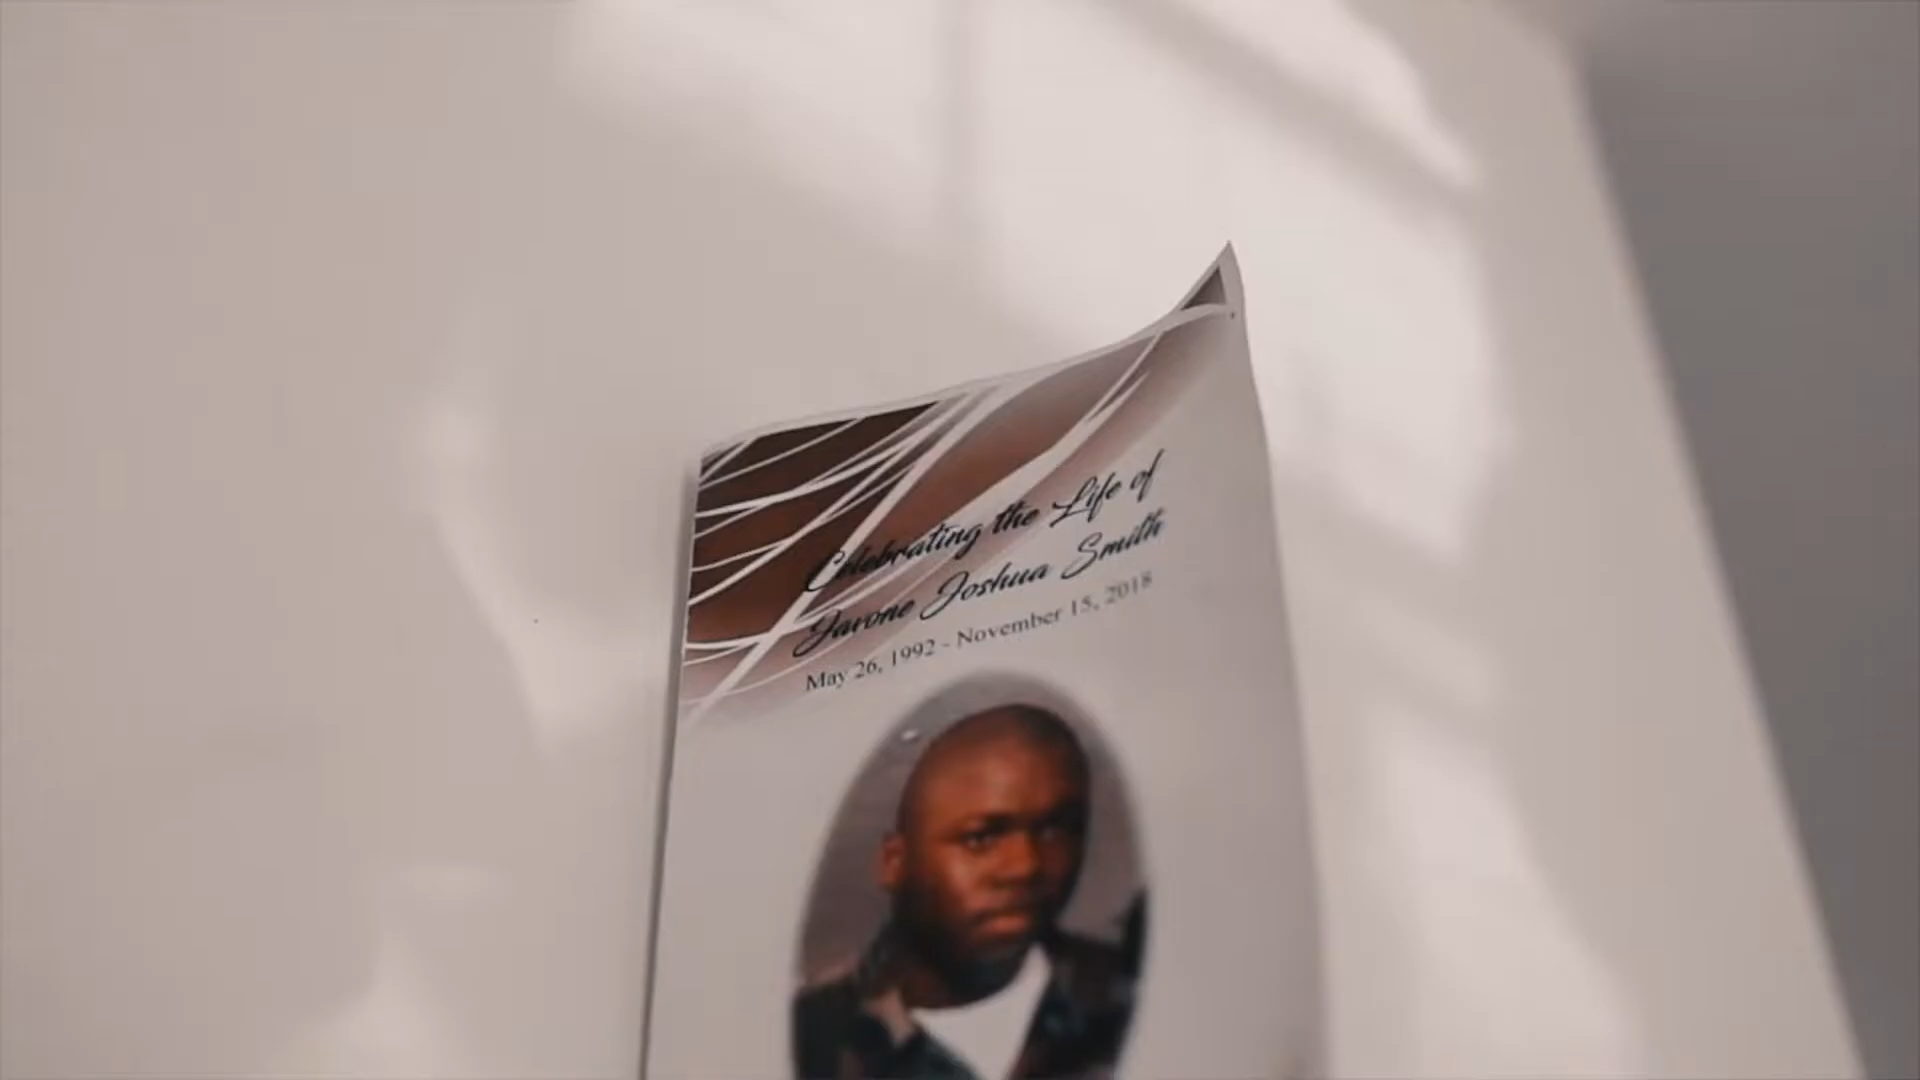 Celebrating the Life of
Javone Joshua Smith
May 26, 1992 - November 15, 2018